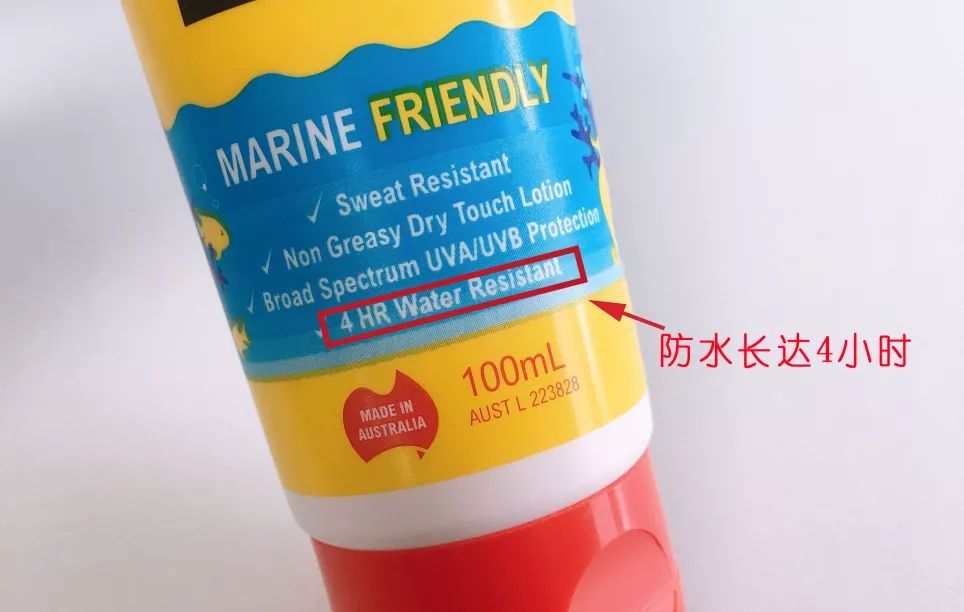 MARINE FRIENDLY
✓ Sweat Resistant
✓ Non Greasy Dry Touch Lotion
✓ Broad Spectrum UVA/UVB Protection
✓ 4 HR Water Resistant
防水长达4小时
MADE IN
AUSTRALIA
100mL
AUST L 223828